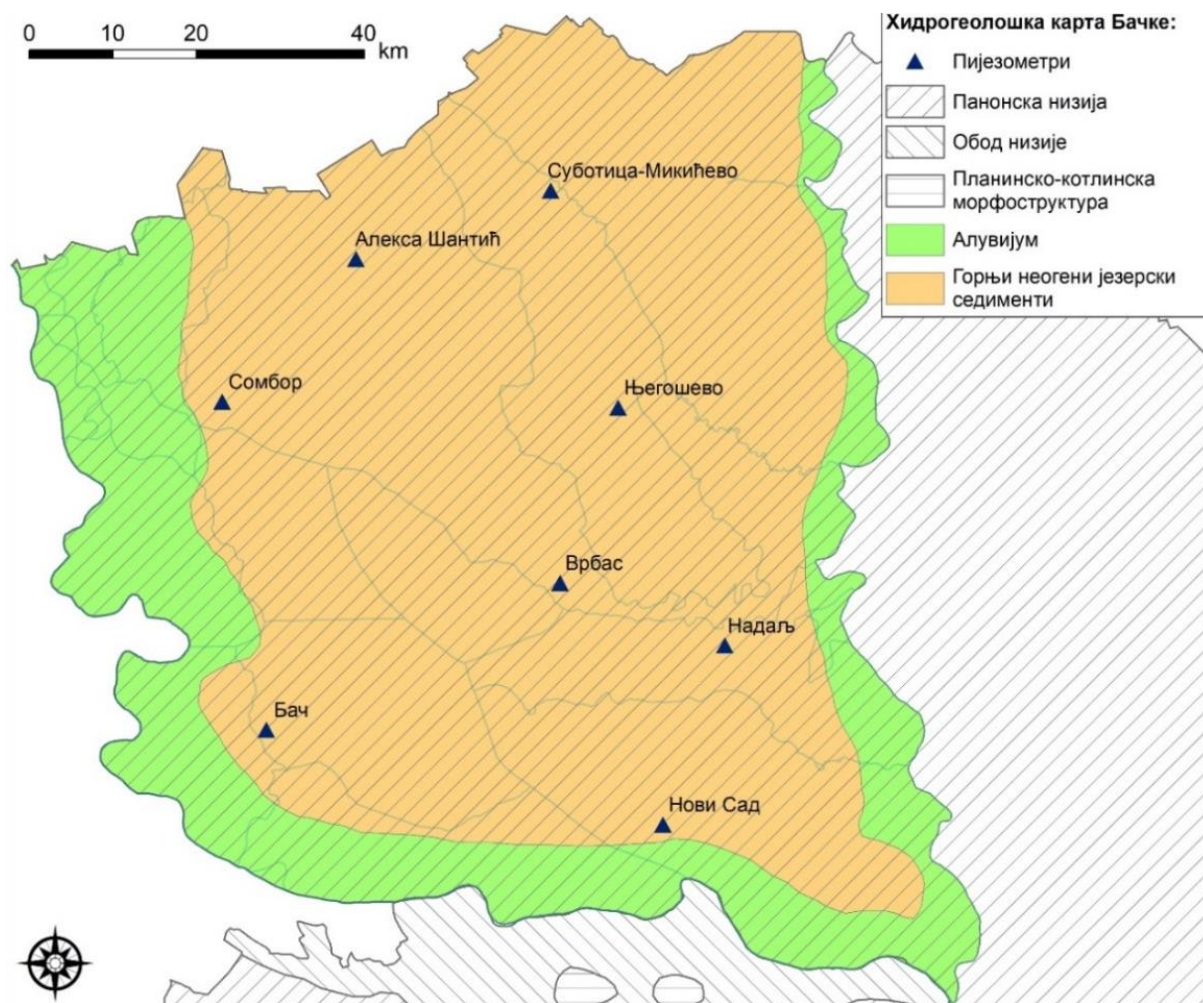 0 10 20 40 km
Хидрогеолошка карта Бачке:
Пијезометри
Панонска низија
Обод низије
Планинско-котлинска
морфоструктура
Алувијум
Горњи неогени језерски
седименти
Суботица-Микићево
Алекса Шантић
Сомбор
Његошево
Врбас
Надаљ
Бач
Нови Сад